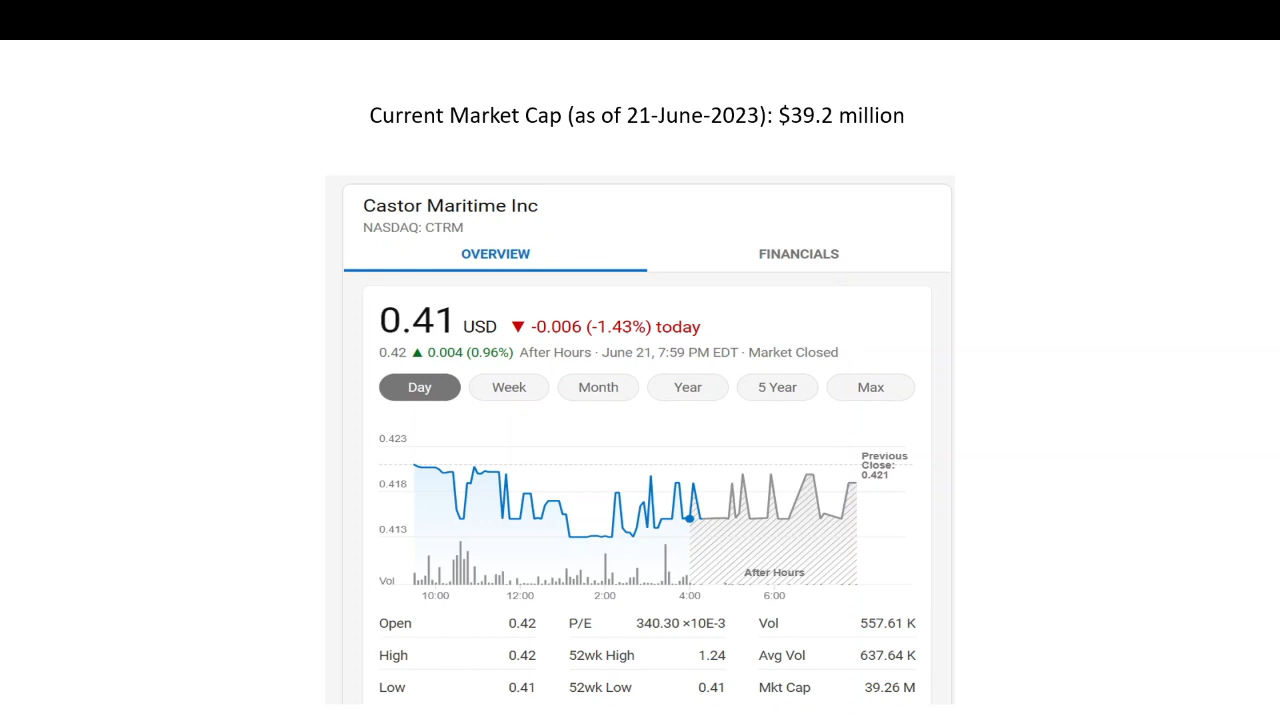 Current Market Cap (as of 21-June-2023): $39.2 million
Castor Maritime Inc
NASDAQ: CTRM
OVERVIEW FINANCIALS
0.41 USD ▼ -0.006 (-1.43%) today
0.42 ▲ 0.004 (0.96%) After Hours · June 21, 7:59 PM EDT · Market Closed
Day Week Month Year 5 Year Max
0.423
Previous
Close:
0.421
0.418
0.413
After Hours
Vol
10:00 12:00 2:00 4:00 6:00
Open 0.42 P/E 340.30 ×10E-3 Vol 557.61 K
High 0.42 52wk High 1.24 Avg Vol 637.64 K
Low 0.41 52wk Low 0.41 Mkt Cap 39.26 M